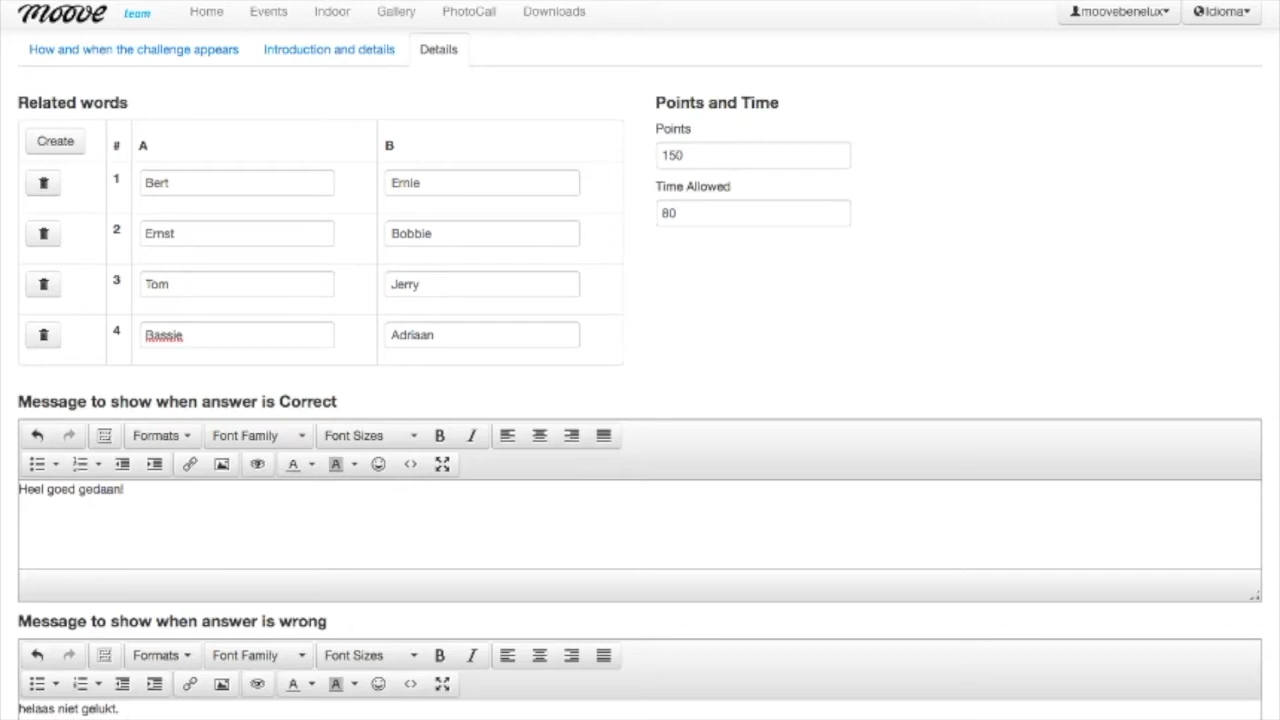 moove team Home Events Indoor Gallery PhotoCall Downloads moovebenelux Idioma
How and when the challenge appears Introduction and details Details
Related words
Create # A B
1 Bert Ernie
2 Ernst Bobbie
3 Tom Jerry
4 Bassie Adriaan
Points and Time
Points
150
Time Allowed
80
Message to show when answer is Correct
Formats Font Family Font Sizes B I
A A
Heel goed gedaan!
Message to show when answer is wrong
Formats Font Family Font Sizes B I
A A
helaas niet gelukt.